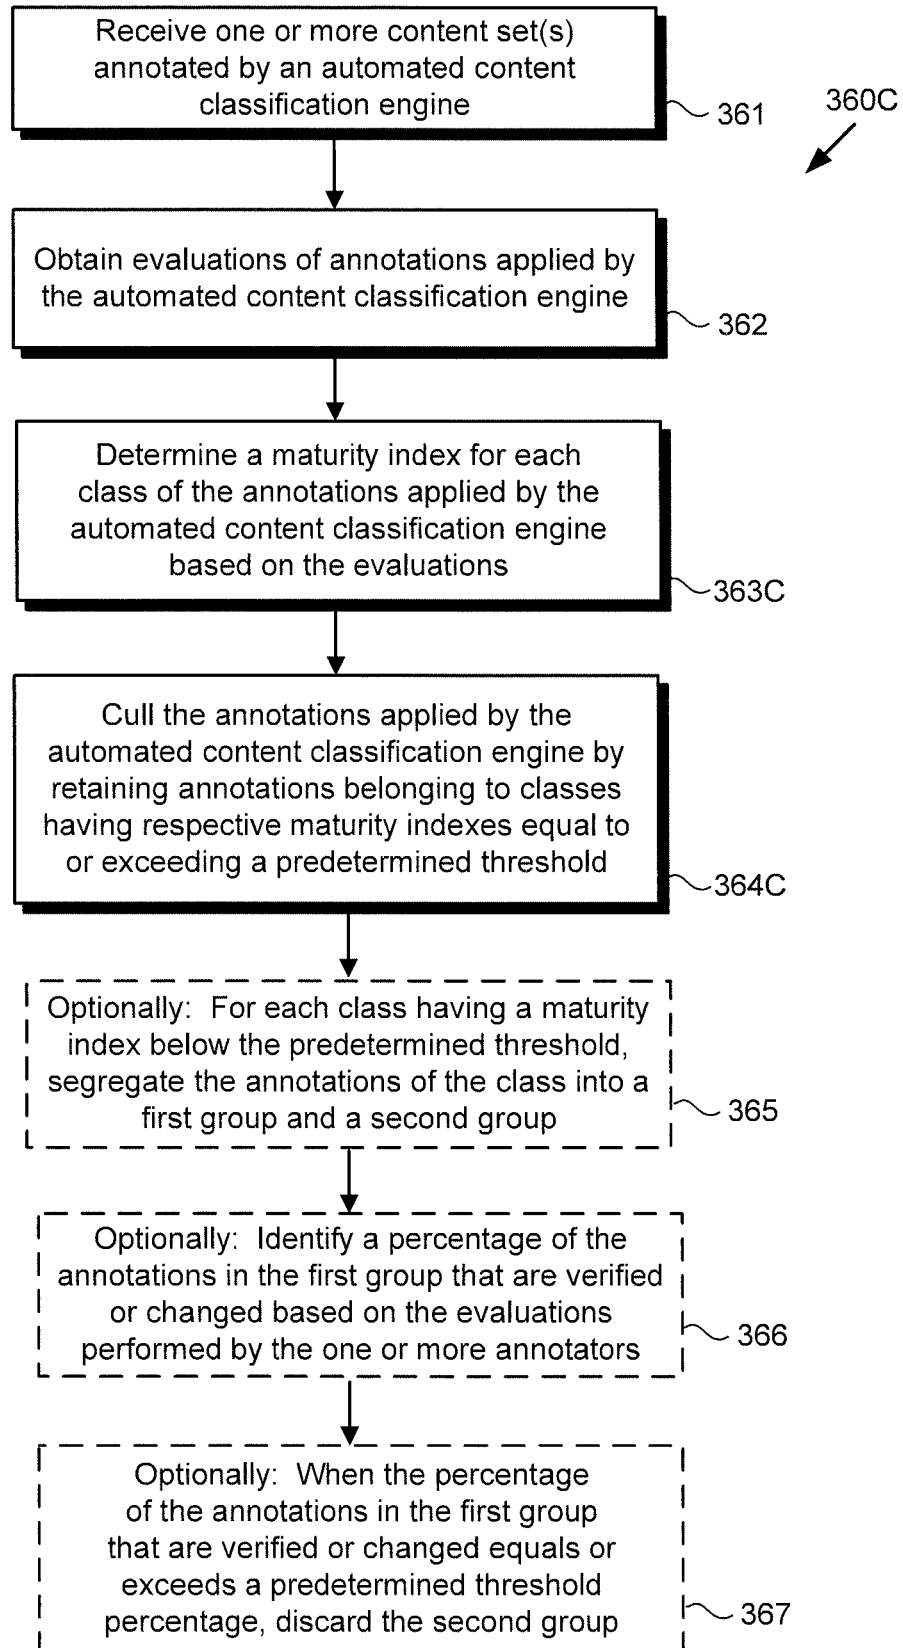 Receive one or more content set(s)
annotated by an automated content
classification engine
361
360C
Obtain evaluations of annotations applied by
the automated content classification engine
362
Determine a maturity index for each
class of the annotations applied by the
automated content classification engine
based on the evaluations
363C
Cull the annotations applied by the
automated content classification engine by
retaining annotations belonging to classes
having respective maturity indexes equal to
or exceeding a predetermined threshold
364C
Optionally:  For each class having a maturity
index below the predetermined threshold,
segregate the annotations of the class into a
first group and a second group
365
Optionally:  Identify a percentage of the
annotations in the first group that are verified
or changed based on the evaluations
performed by the one or more annotators
366
Optionally:  When the percentage
of the annotations in the first group
that are verified or changed equals or
exceeds a predetermined threshold
percentage, discard the second group
367